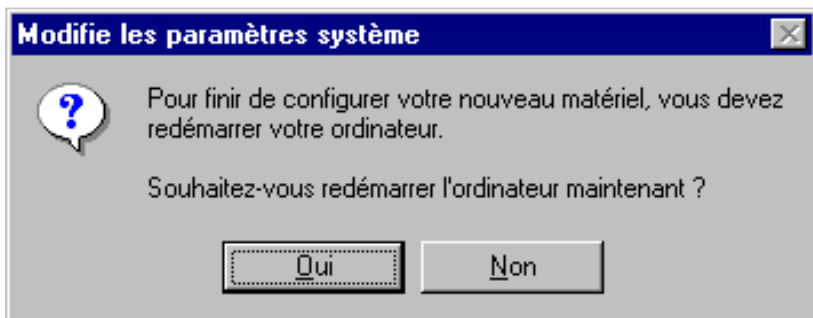 Modifie les paramètres système
Pour finir de configurer votre nouveau matériel, vous devez
redémarrer votre ordinateur.
Souhaitez-vous redémarrer l'ordinateur maintenant ?
Oui
Non